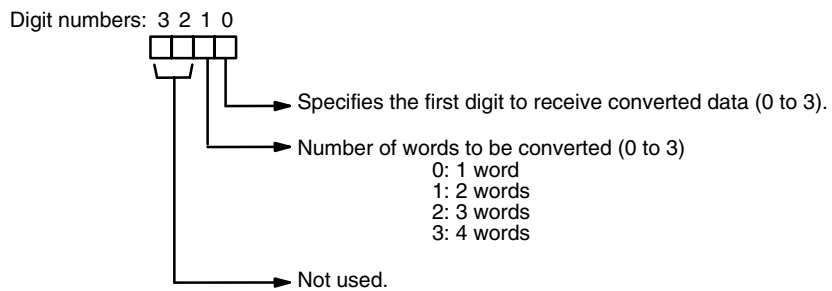 Digit numbers: 3 2 1 0
Specifies the first digit to receive converted data (0 to 3).
Number of words to be converted (0 to 3)
0: 1 word
1: 2 words
2: 3 words
3: 4 words
Not used.